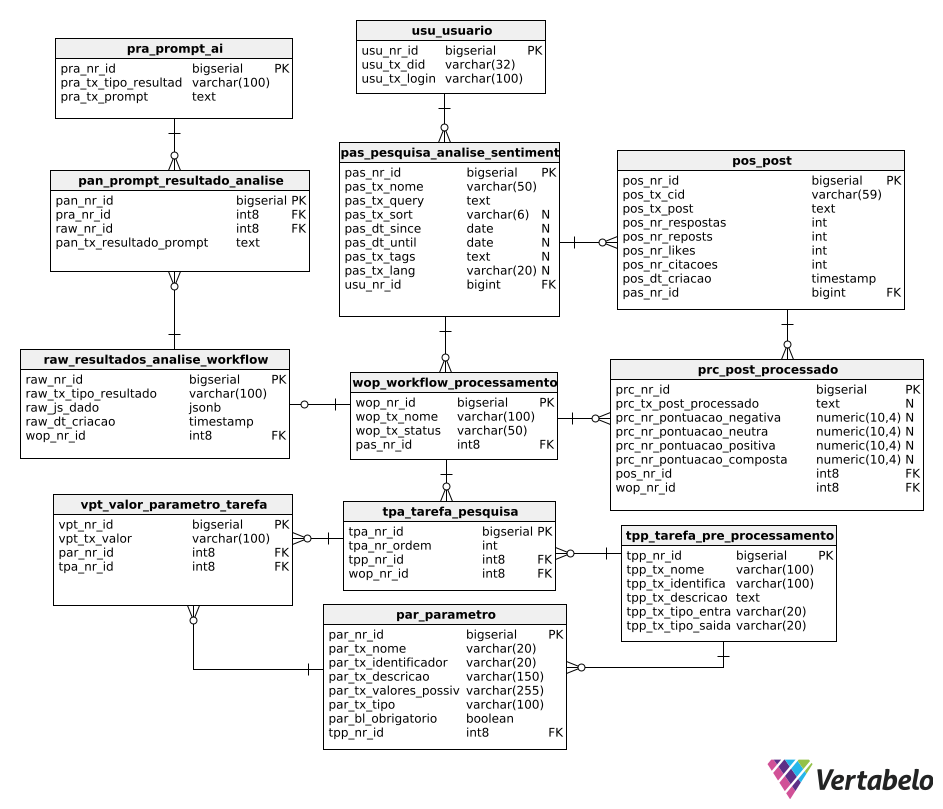 usu_usuario
usu_nr_id bigserial PK
usu_tx_did varchar(32)
usu_tx_login varchar(100)
pra_prompt_ai
pra_nr_id bigserial PK
pra_tx_tipo_resultad varchar(100)
pra_tx_prompt text
pas_pesquisa_analise_sentiment
pas_nr_id bigserial PK
pas_tx_nome varchar(50)
pas_tx_query text
pas_tx_sort varchar(6) N
pas_dt_since date N
pas_dt_until date N
pas_tx_tags text N
pas_tx_lang varchar(20) N
usu_nr_id bigint FK
pos_post
pos_nr_id bigserial PK
pos_tx_cid varchar(59)
pos_tx_post text
pos_nr_respostas int
pos_nr_reposts int
pos_nr_likes int
pos_nr_citacoes int
pos_dt_criacao timestamp
pas_nr_id bigint FK
pan_prompt_resultado_analise
pan_nr_id bigserial PK
pra_nr_id int8 FK
raw_nr_id int8 FK
pan_tx_resultado_prompt text
raw_resultados_analise_workflow
raw_nr_id bigserial PK
raw_tx_tipo_resultado varchar(100)
raw_js_dado jsonb
raw_dt_criacao timestamp
wop_nr_id int8 FK
wop_workflow_processamento
wop_nr_id bigserial PK
wop_tx_nome varchar(100)
wop_tx_status varchar(50)
pas_nr_id int8 FK
prc_post_processado
prc_nr_id bigserial PK
prc_tx_post_processado text N
prc_nr_pontuacao_negativa numeric(10,4) N
prc_nr_pontuacao_neutra numeric(10,4) N
prc_nr_pontuacao_positiva numeric(10,4) N
prc_nr_pontuacao_composta numeric(10,4) N
pos_nr_id int8 FK
wop_nr_id int8 FK
vpt_valor_parametro_tarefa
vpt_nr_id bigserial PK
vpt_tx_valor varchar(100)
par_nr_id int8 FK
tpa_nr_id int8 FK
tpa_tarefa_pesquisa
tpa_nr_id bigserial PK
tpa_nr_ordem int
tpp_nr_id int8 FK
wop_nr_id int8 FK
tpp_tarefa_pre_processamento
tpp_nr_id bigserial PK
tpp_tx_nome varchar(100)
tpp_tx_identifica varchar(100)
tpp_tx_descricao text
tpp_tx_tipo_entra varchar(20)
tpp_tx_tipo_saida varchar(20)
par_parametro
par_nr_id bigserial PK
par_tx_nome varchar(20)
par_tx_identificador varchar(20)
par_tx_descricao varchar(150)
par_tx_valores_possiv varchar(255)
par_tx_tipo varchar(100)
par_bl_obrigatorio boolean
tpp_nr_id int8 FK
Vertabelo